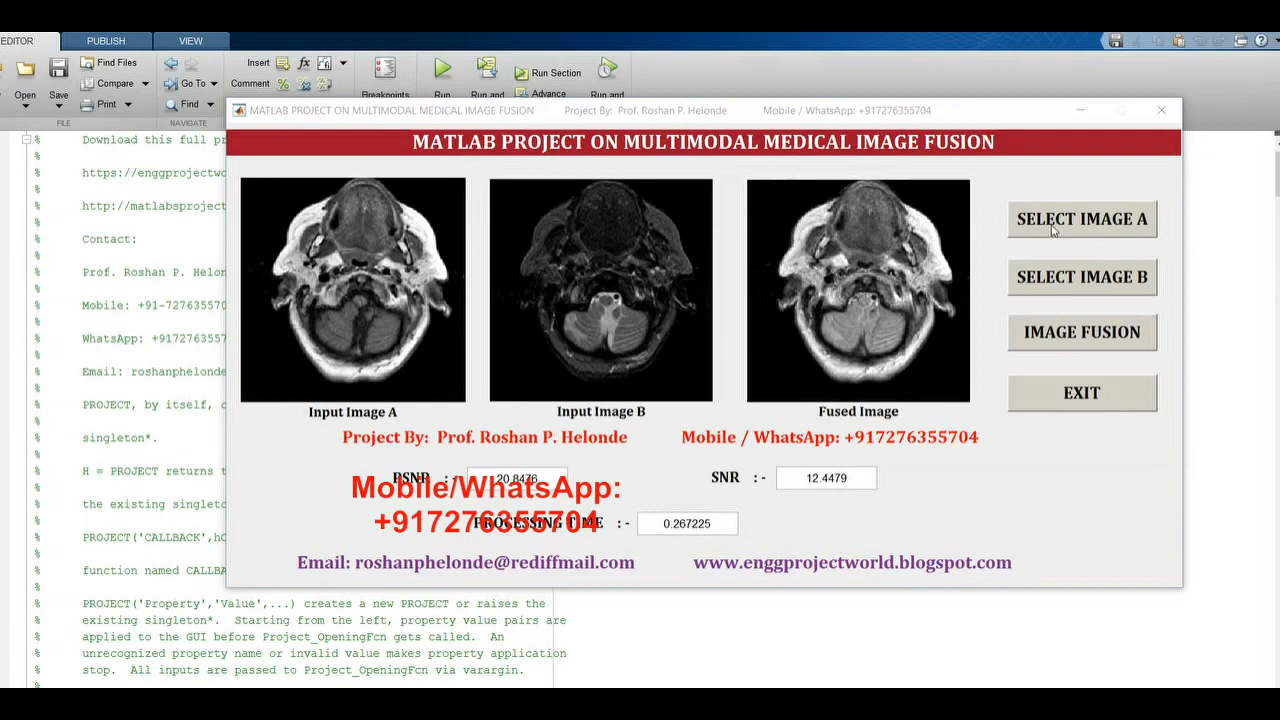 EDITOR PUBLISH VIEW
Find Files Insert
Compare Go To Comment Run Section
Open Save Print Find Breakpoints Run Run and Advance Run and
FILE NAVIGATE
MATLAB PROJECT ON MULTIMODAL MEDICAL IMAGE FUSION Project By: Prof. Roshan P. Helonde Mobile / WhatsApp: +917276355704
MATLAB PROJECT ON MULTIMODAL MEDICAL IMAGE FUSION
SELECT IMAGE A
SELECT IMAGE B
IMAGE FUSION
EXIT
Input Image A Input Image B Fused Image
Project By: Prof. Roshan P. Helonde Mobile / WhatsApp: +917276355704
PSNR : - 20.8476 SNR : - 12.4479
Mobile/WhatsApp:
+917276355704
PROCESSING TIME : - 0.267225
Email: roshanphelonde@rediffmail.com www.enggprojectworld.blogspot.com
% Download this full pr
%
% https://enggprojectwo
%
% http://matlabsproject
%
% Contact:
%
% Prof. Roshan P. Helon
%
% Mobile: +91-72763557
%
% WhatsApp: +917276357
%
% Email: roshanphelonde
%
% PROJECT, by itself, c
%
% singleton*.
%
% H = PROJECT returns t
%
% the existing singleto
%
% PROJECT('CALLBACK',hO
%
% function named CALLBA
%
% PROJECT('Property','Value',...) creates a new PROJECT or raises the
% existing singleton*. Starting from the left, property value pairs are
% applied to the GUI before Project_OpeningFcn gets called. An
% unrecognized property name or invalid value makes property application
% stop. All inputs are passed to Project_OpeningFcn via varargin.
%